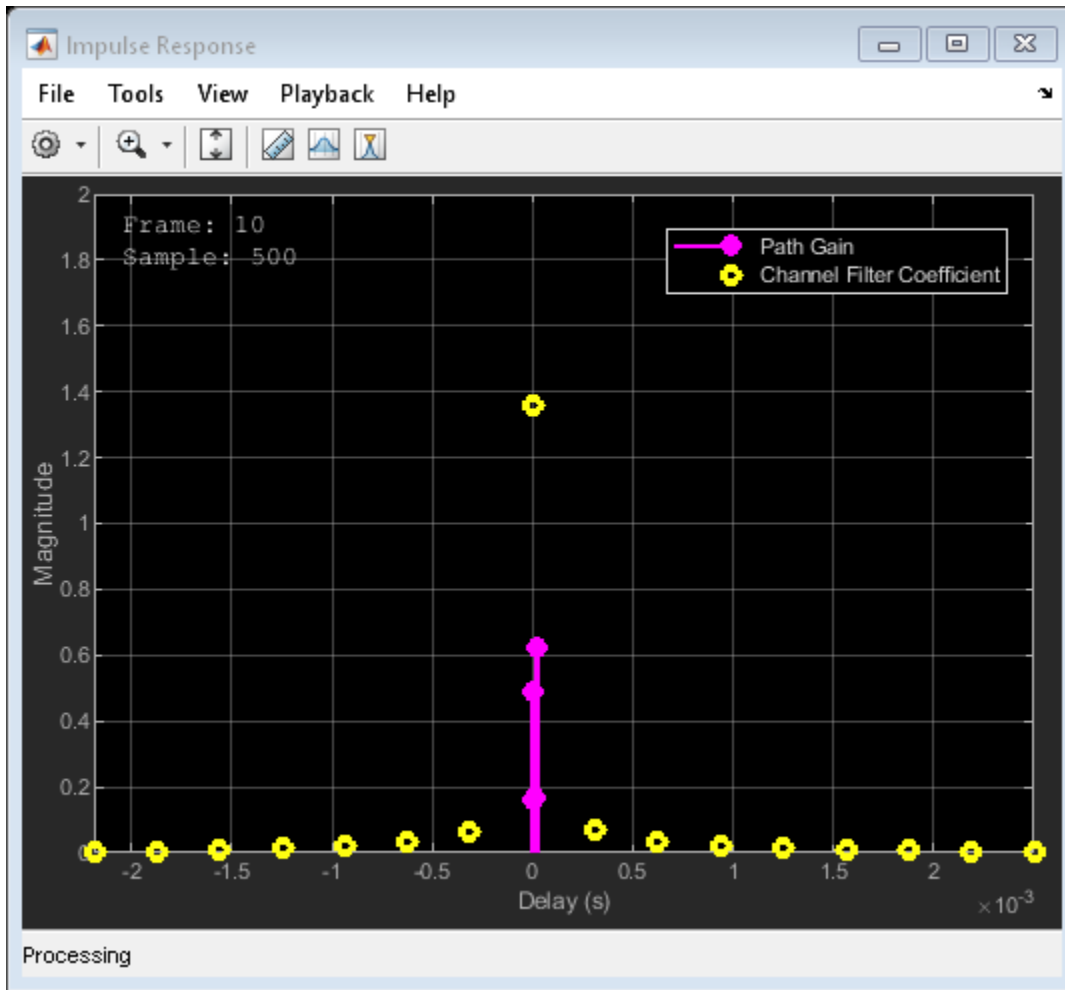 Impulse Response
File Tools View Playback Help
Frame: 10
Sample: 500
Path Gain
Channel Filter Coefficient
2
1.8
1.6
1.4
1.2
1
0.8
0.6
0.4
0.2
0
Magnitude
-2 -1.5 -1 -0.5 0 0.5 1 1.5 2
Delay (s)
×10⁻³
Processing